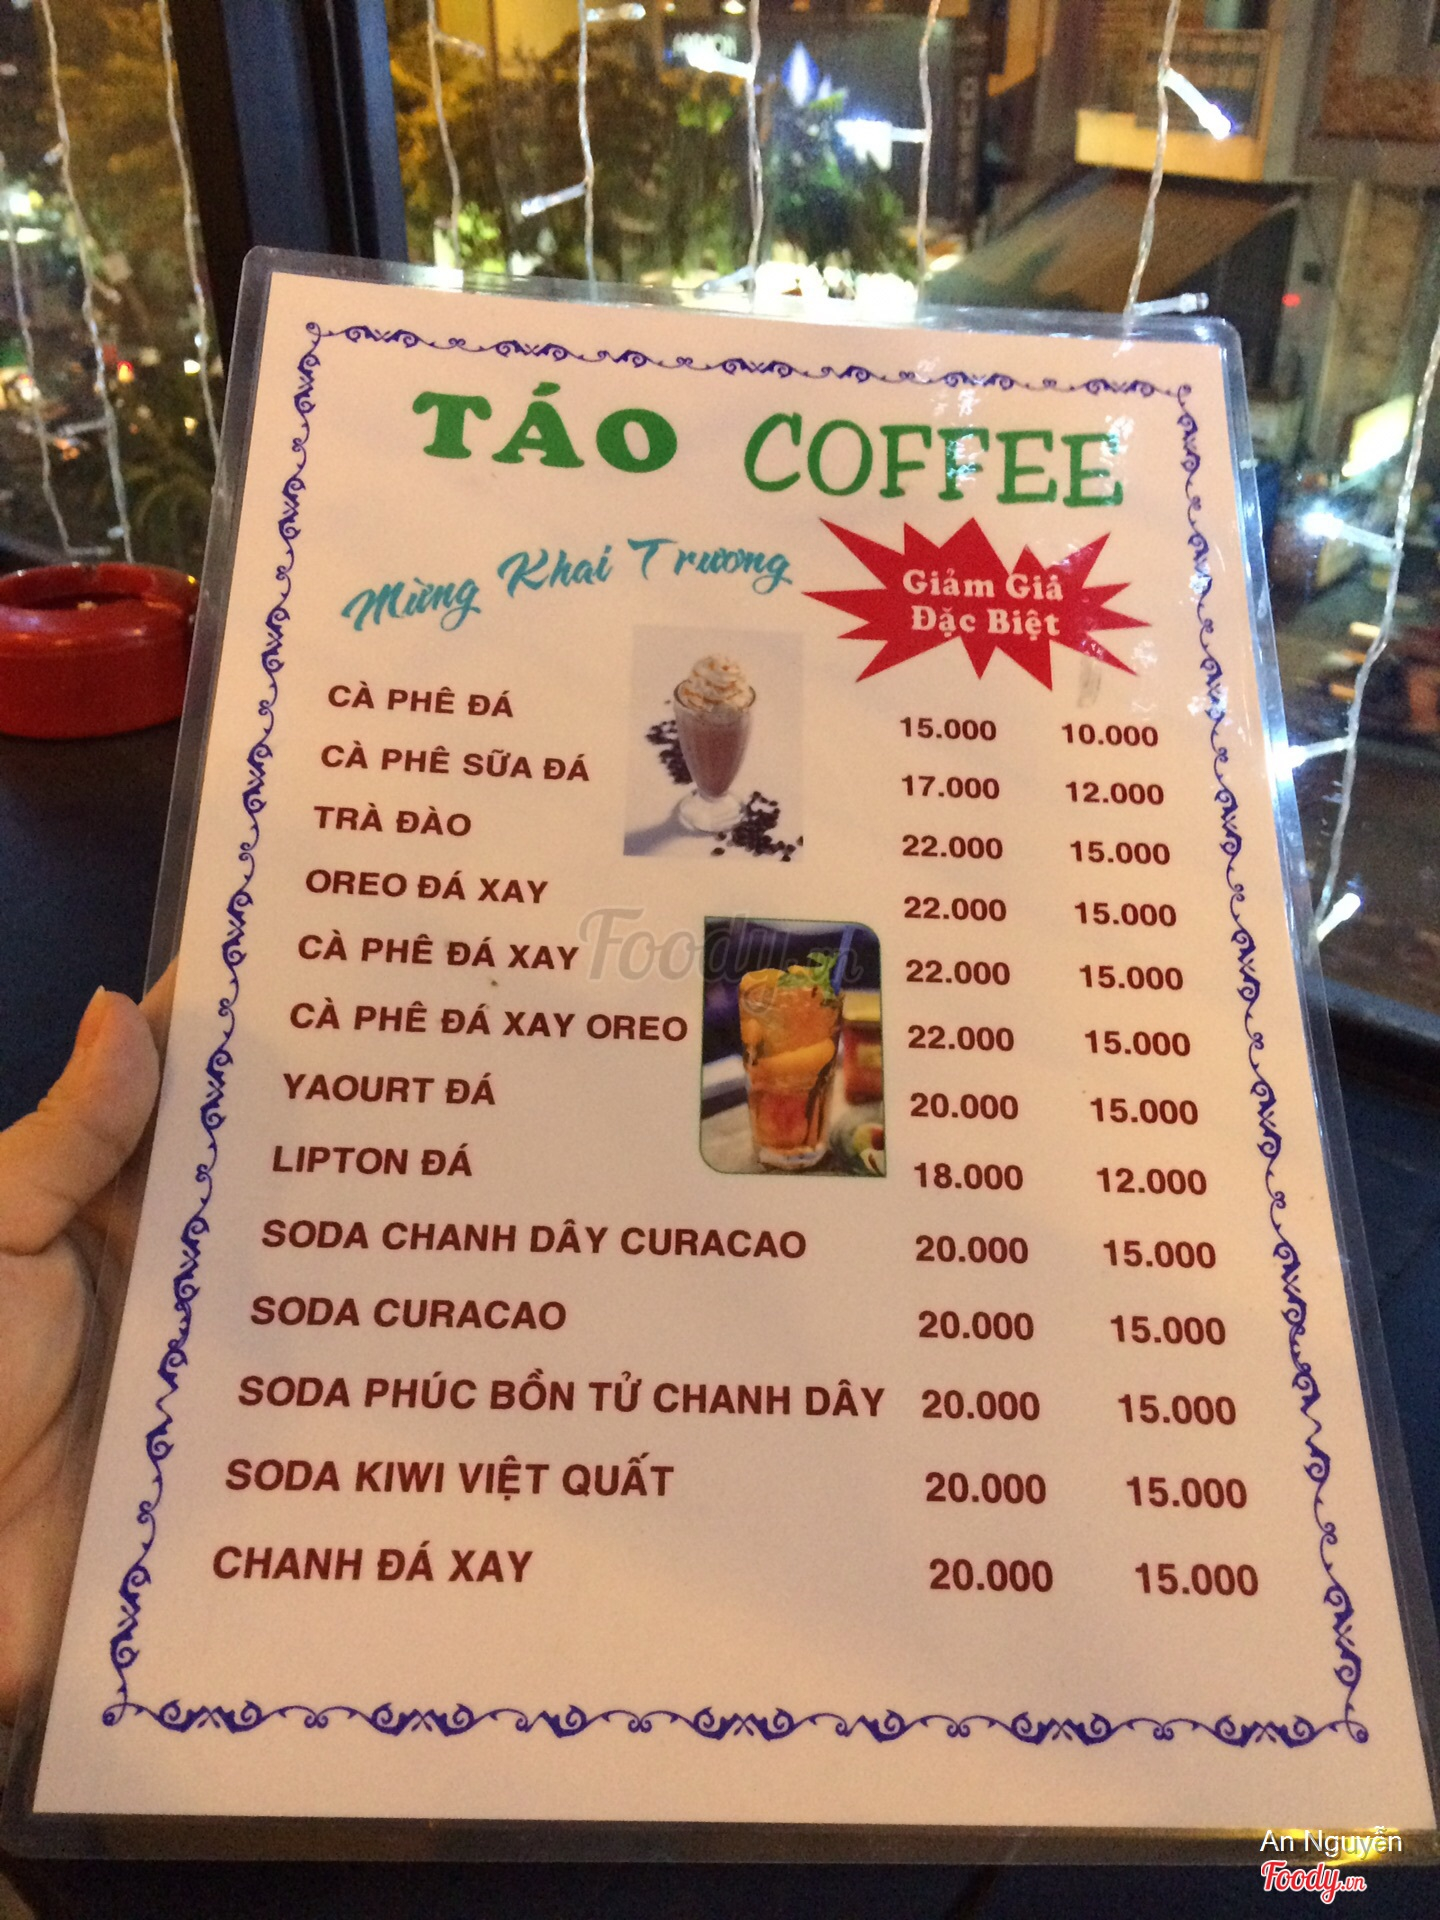 TÁO COFFEE
Mừng Khai Trương
Giảm Giá
Đặc Biệt
CÀ PHÊ ĐÁ 15.000 10.000
CÀ PHÊ SỮA ĐÁ 17.000 12.000
TRÀ ĐÀO 22.000 15.000
OREO ĐÁ XAY 22.000 15.000
CÀ PHÊ ĐÁ XAY 22.000 15.000
CÀ PHÊ ĐÁ XAY OREO 22.000 15.000
YAOURT ĐÁ 20.000 15.000
LIPTON ĐÁ 18.000 12.000
SODA CHANH DÂY CURACAO 20.000 15.000
SODA CURACAO 20.000 15.000
SODA PHÚC BỒN TỬ CHANH DÂY 20.000 15.000
SODA KIWI VIỆT QUẤT 20.000 15.000
CHANH ĐÁ XAY 20.000 15.000
Foody.vn
An Nguyễn
Foody.vn